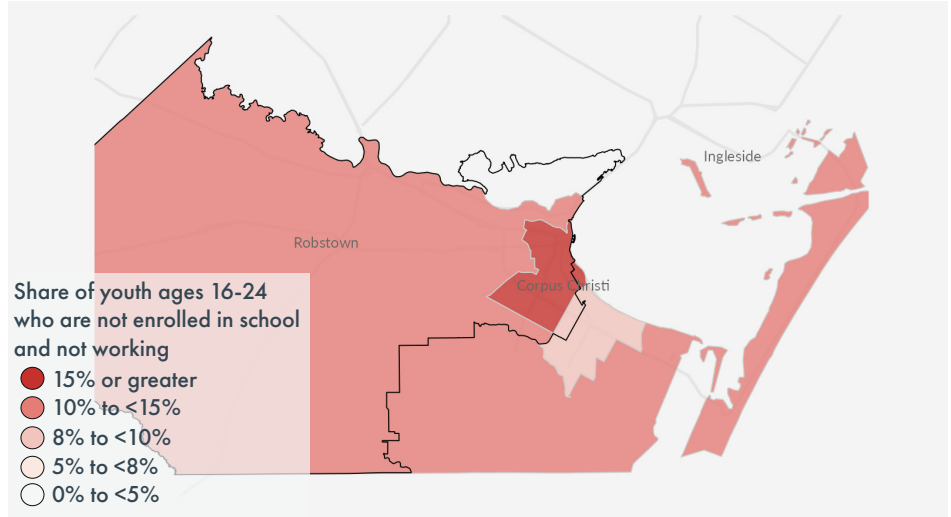 Ingleside
Robstown
Corpus Christi
Share of youth ages 16-24
who are not enrolled in school
and not working
15% or greater
10% to <15%
8% to <10%
5% to <8%
0% to <5%